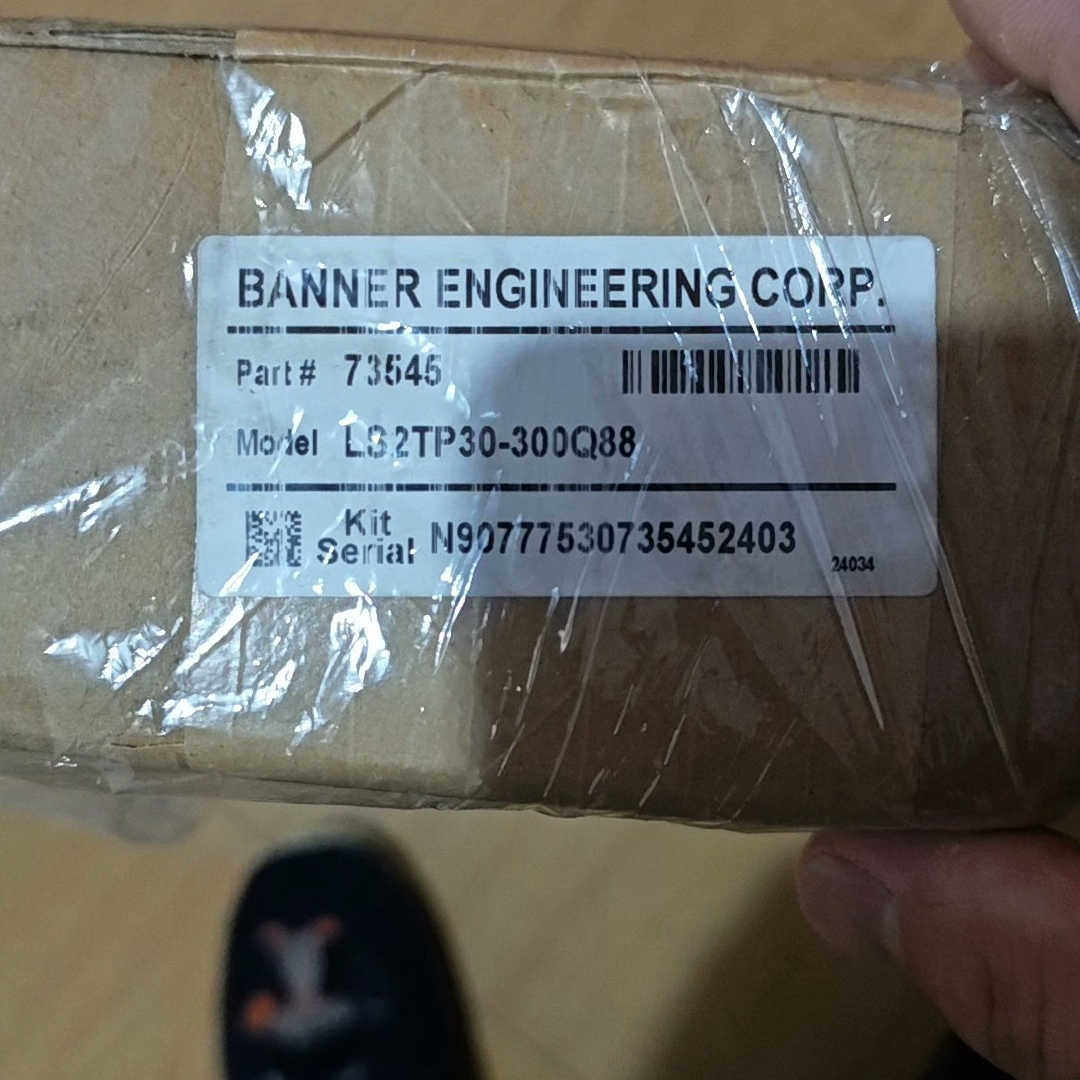 BANNER ENGINEERING CORP.
Part # 73545
Model LS2TP30-300Q88
Kit Serial N90777530735452403
24034